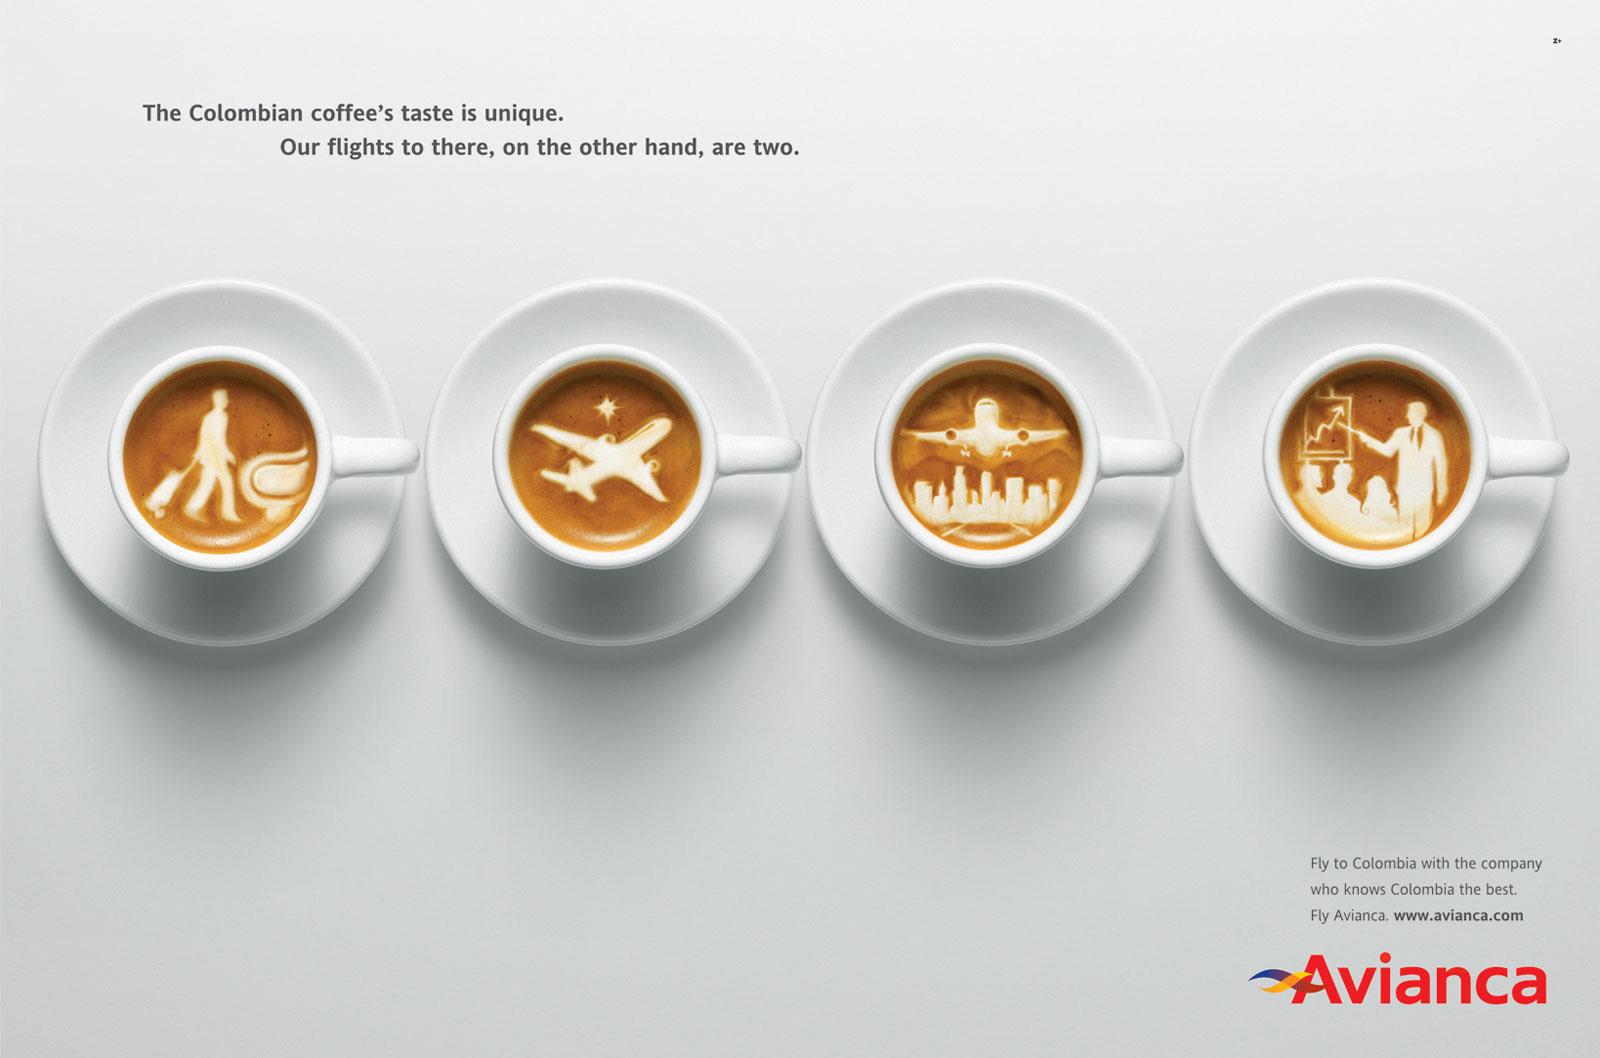 z+
The Colombian coffee’s taste is unique.
Our flights to there, on the other hand, are two.
Fly to Colombia with the company
who knows Colombia the best.
Fly Avianca. www.avianca.com
Avianca